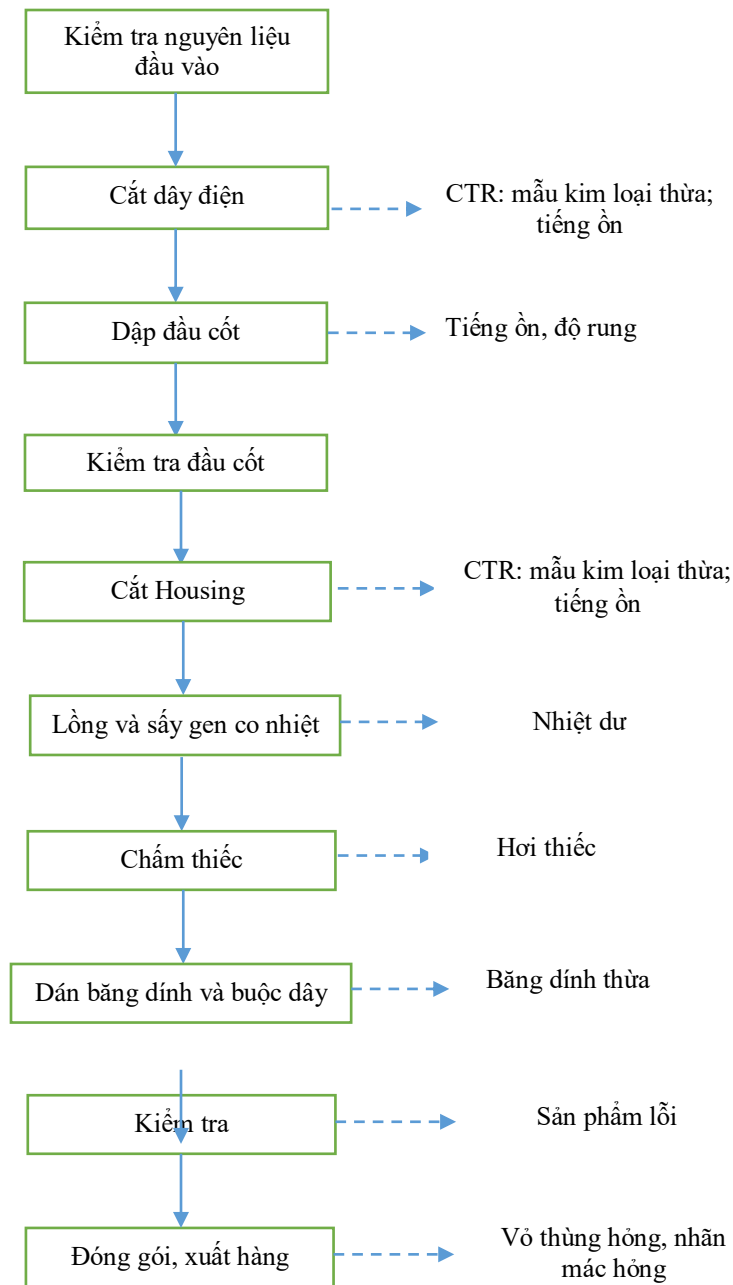 Kiểm tra nguyên liệu
đầu vào
Cắt dây điện
CTR: mẫu kim loại thừa;
tiếng ồn
Dập đầu cốt
Tiếng ồn, độ rung
Kiểm tra đầu cốt
Cắt Housing
CTR: mẫu kim loại thừa;
tiếng ồn
Lồng và sấy gen co nhiệt
Nhiệt dư
Chấm thiếc
Hơi thiếc
Dán băng dính và buộc dây
Băng dính thừa
Kiểm tra
Sản phẩm lỗi
Đóng gói, xuất hàng
Vỏ thùng hỏng, nhãn
mác hỏng